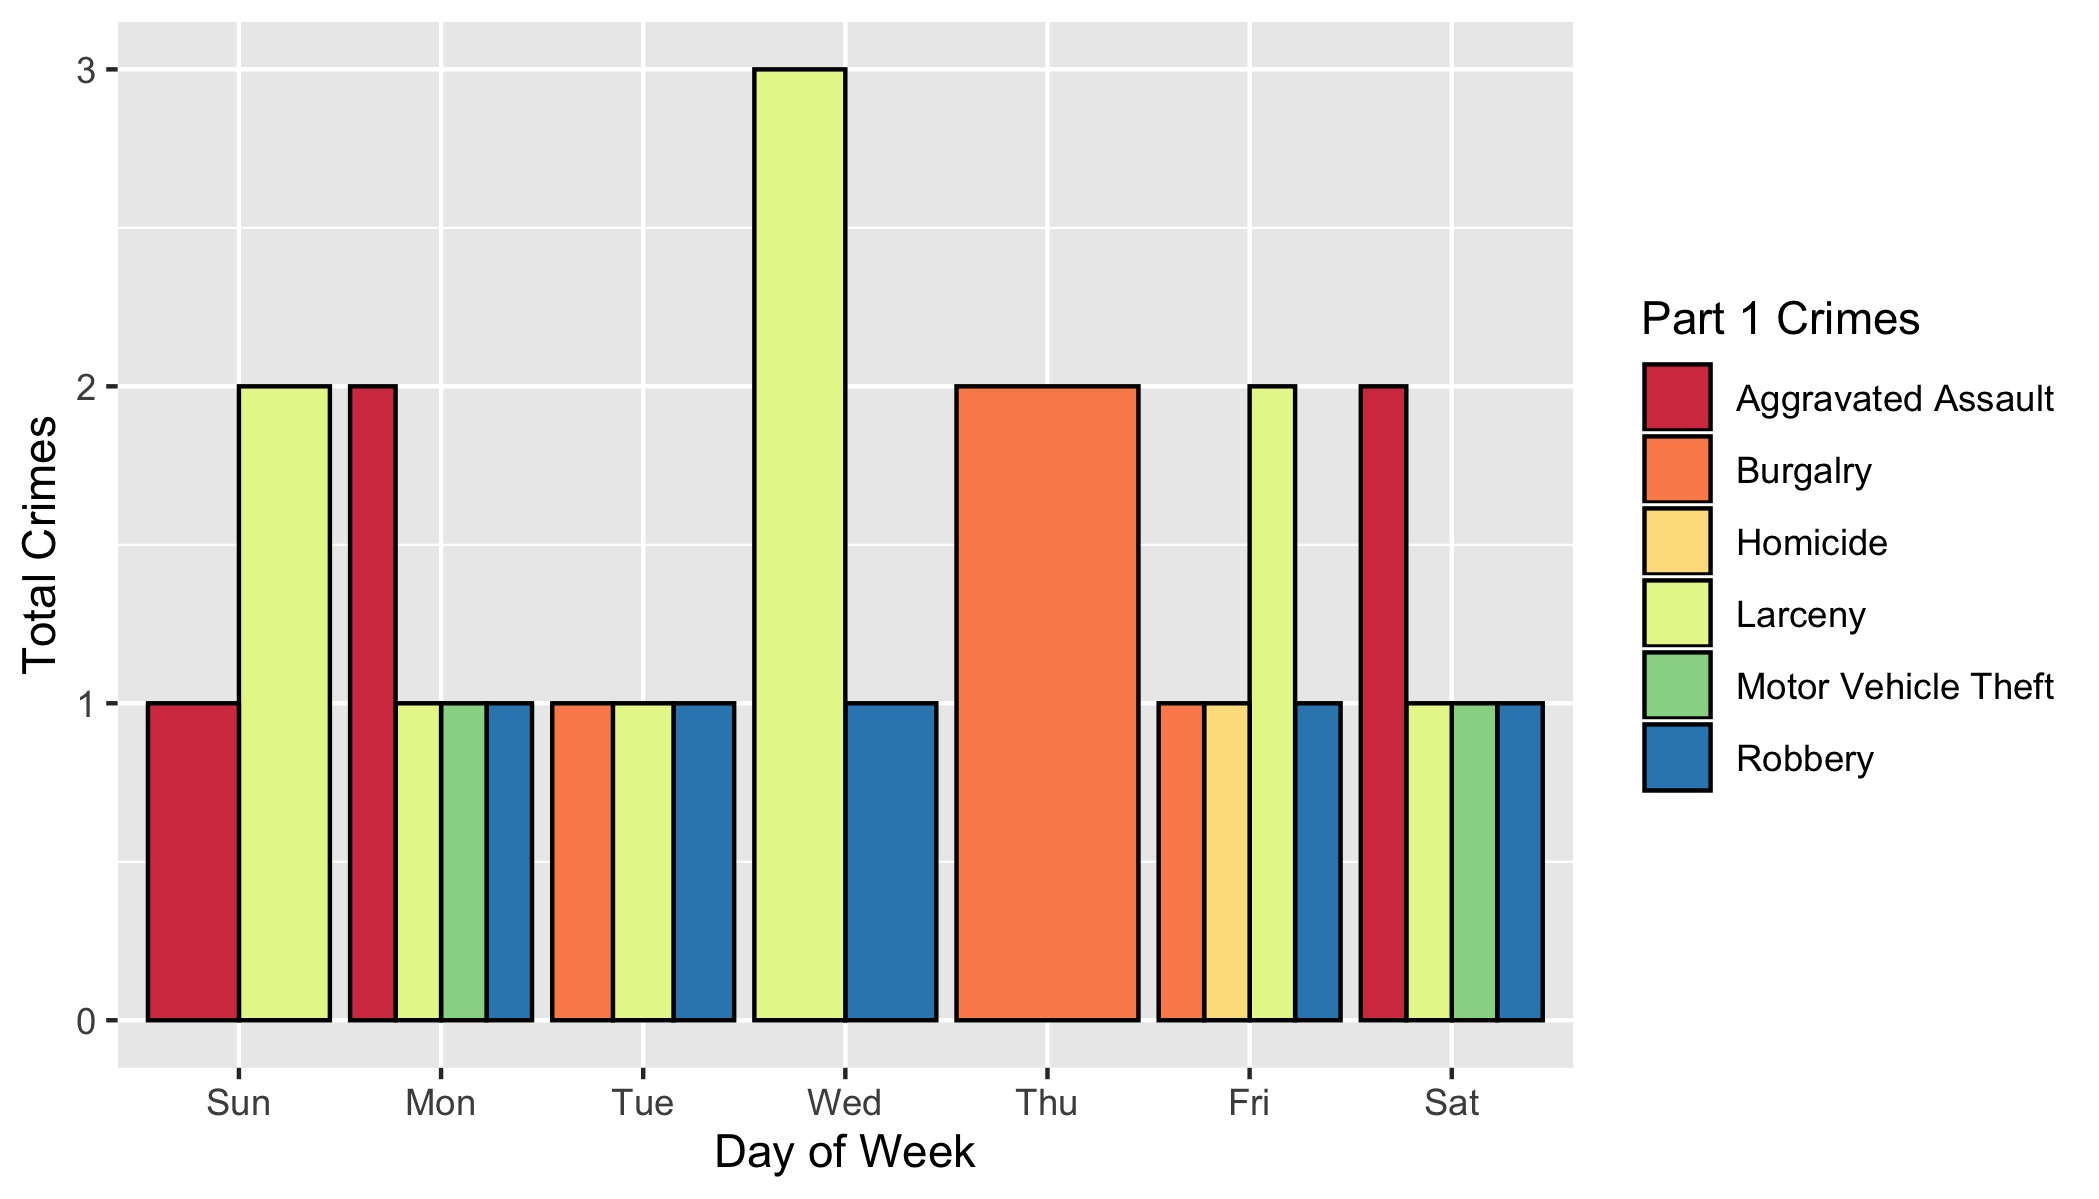 3
2
1
0
Total Crimes
Sun Mon Tue Wed Thu Fri Sat
Day of Week
Part 1 Crimes
Aggravated Assault
Burgalry
Homicide
Larceny
Motor Vehicle Theft
Robbery